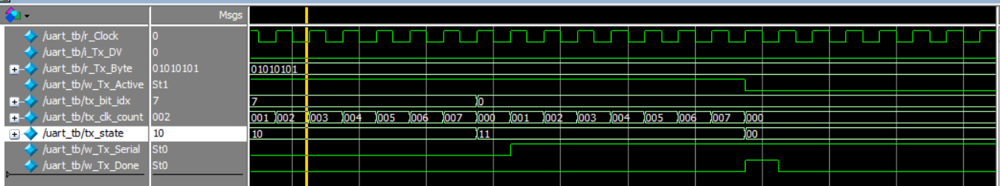 Msgs
/uart_tb/r_Clock 0
/uart_tb/i_Tx_DV 0
/uart_tb/r_Tx_Byte 01010101 01010101
/uart_tb/w_Tx_Active St1
/uart_tb/tx_bit_idx 7 7 0
/uart_tb/tx_clk_count 002 001 002 003 004 005 006 007 000 001 002 003 004 005 006 007 000
/uart_tb/tx_state 10 10 11 00
/uart_tb/w_Tx_Serial St0
/uart_tb/w_Tx_Done St0